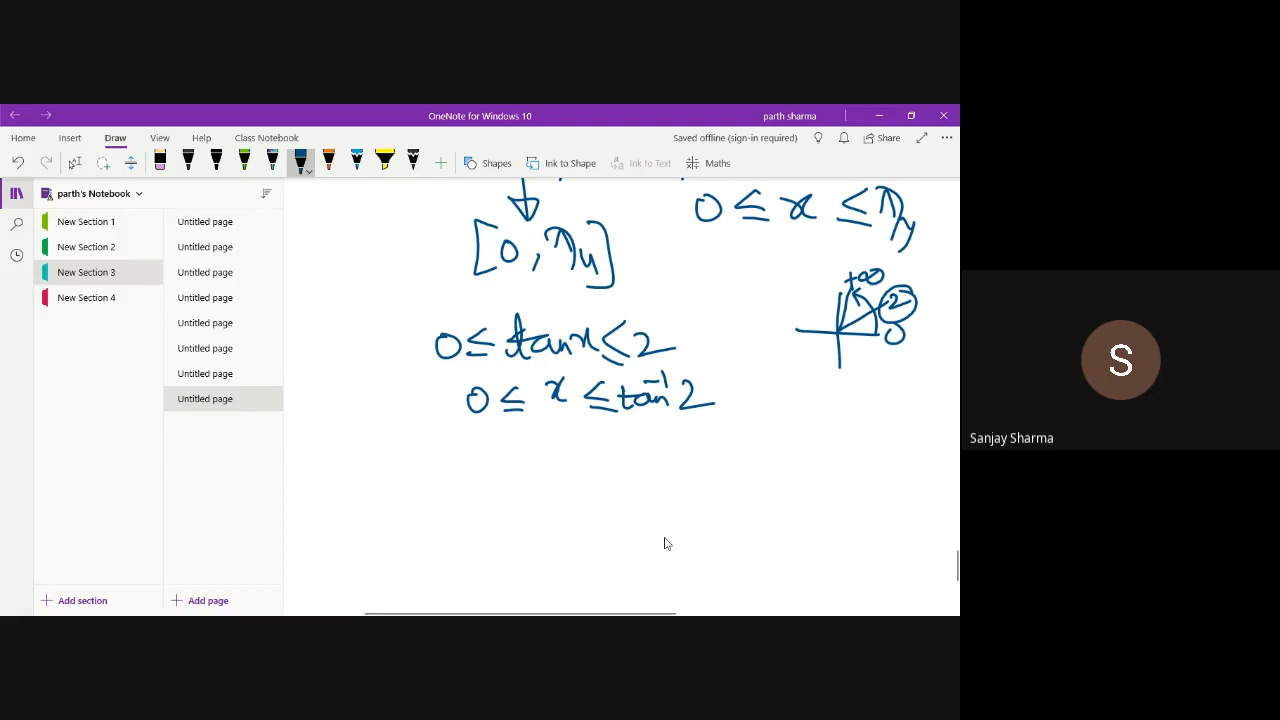 OneNote for Windows 10
parth sharma
Home Insert Draw View Help Class Notebook
Saved offline (sign-in required) Share
Shapes Ink to Shape Ink to Text Maths
parth's Notebook
New Section 1
New Section 2
New Section 3
New Section 4
Untitled page
Untitled page
Untitled page
Untitled page
Untitled page
Untitled page
Untitled page
Untitled page
Add section
Add page
0 ≤ x ≤ π/4
[0, π/4]
+∞
2
0
0 ≤ tanx ≤ 2
0 ≤ x ≤ tan⁻¹ 2
S
Sanjay Sharma